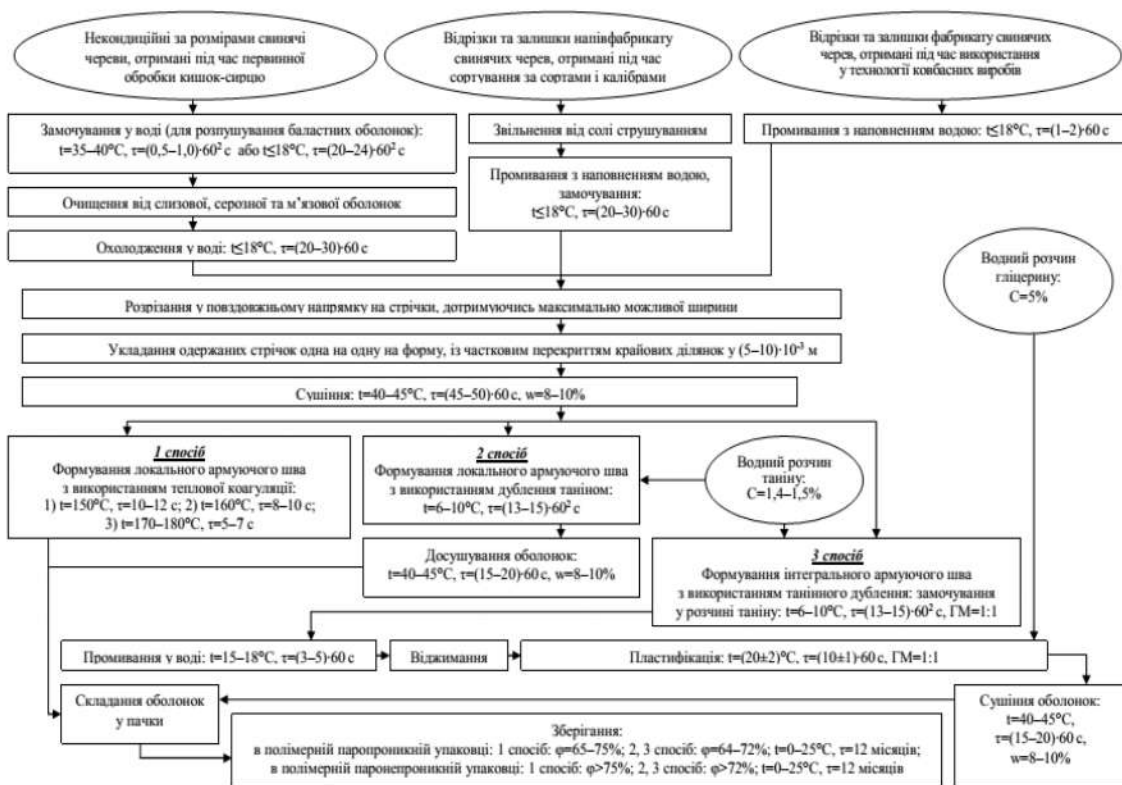 Некондиційні за розмірами свинячі
череви, отримані під час первинної
обробки кишок-сирцю
Відрізки та залишки напівфабрикату
свинячих черев, отримані під час
сортування за сортами і калібрами
Відрізки та залишки фабрикату свинячих
черев, отримані під час використання
у технології ковбасних виробів
Замочування у воді (для розпушування баластних оболонок):
t=35–40°C, τ=(0,5–1,0)·60² с або t≤18°C, τ=(20–24)·60² с
Звільнення від солі струшуванням
Промивання з наповненням водою: t≤18°C, τ=(1–2)·60 с
Промивання з наповненням водою,
замочування:
t≤18°C, τ=(20–30)·60 с
Очищення від слизової, серозної та м’язової оболонок
Охолодження у воді: t≤18°C, τ=(20–30)·60 с
Водний розчин
гліцерину:
С=5%
Розрізання у повздовжньому напрямку на стрічки, дотримуючись максимально можливої ширини
Укладання одержаних стрічок одна на одну на форму, із частковим перекриттям крайових ділянок у (5–10)·10⁻³ м
Сушіння: t=40–45°C, τ=(45–50)·60 с, w=8–10%
1 спосіб
Формування локального армуючого шва
з використанням теплової коагуляції:
1) t=150°C, τ=10–12 с; 2) t=160°C, τ=8–10 с;
3) t=170–180°C, τ=5–7 с
2 спосіб
Формування локального армуючого шва
з використанням дублення таніном:
t=6–10°C, τ=(13–15)·60² с
Водний розчин
таніну:
С=1,4–1,5%
Досушування оболонок:
t=40–45°C, τ=(15–20)·60 с, w=8–10%
3 спосіб
Формування інтегрального армуючого шва
з використанням танінного дублення: замочування
у розчині таніну: t=6–10°C, τ=(13–15)·60² с, ГМ=1:1
Промивання у воді: t=15–18°C, τ=(3–5)·60 с
Віджимання
Пластифікація: t=(20±2)°C, τ=(10±1)·60 с, ГМ=1:1
Складання оболонок
у пачки
Сушіння оболонок:
t=40–45°C,
τ=(15–20)·60 с,
w=8–10%
Зберігання:
в полімерній паропроникній упаковці: 1 спосіб: φ=65–75%; 2, 3 спосіб: φ=64–72%; t=0–25°C, τ=12 місяців;
в полімерній паронепроникній упаковці: 1 спосіб: φ>75%; 2, 3 спосіб: φ>72%; t=0–25°C, τ=12 місяців